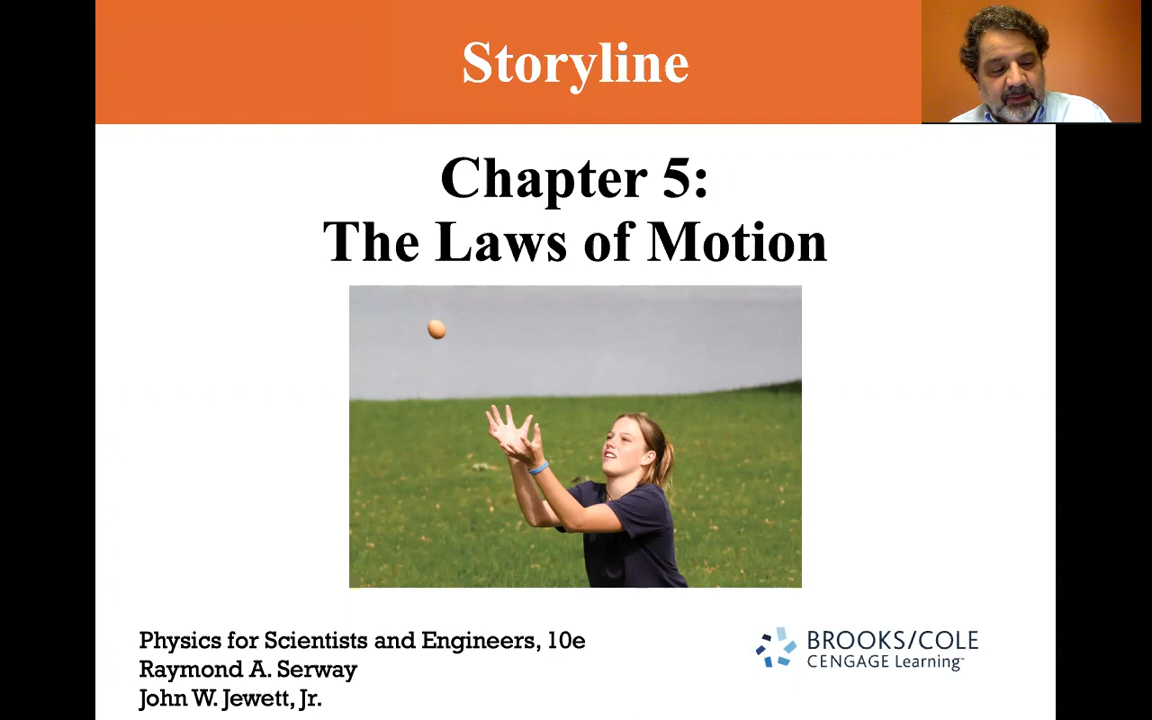 Storyline
Chapter 5:
The Laws of Motion
Physics for Scientists and Engineers, 10e
Raymond A. Serway
John W. Jewett, Jr.
BROOKS/COLE
CENGAGE Learning™